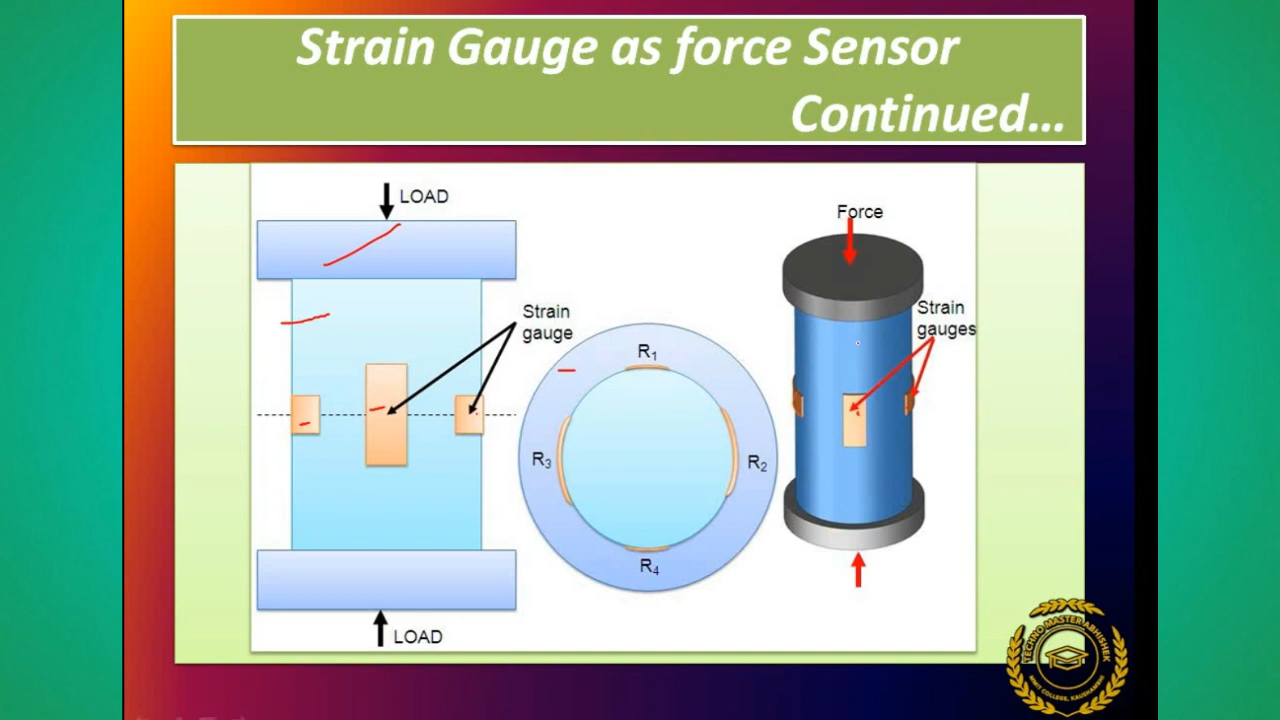 Strain Gauge as force Sensor
Continued...
LOAD
Strain
gauge
LOAD
R₁
R₃
R₂
R₄
Force
Strain
gauges
TECHNO MASTER ABHISHEK